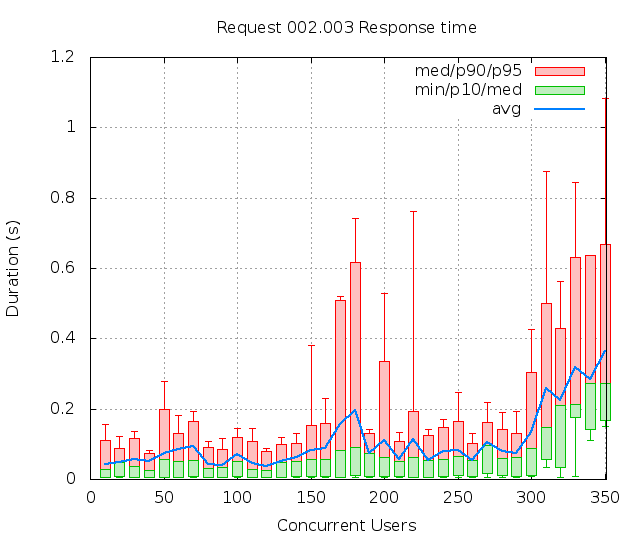 Request 002.003 Response time
1.2
med/p90/p95
min/p10/med
avg
1
0.8
0.6
0.4
0.2
0
Duration (s)
0 50 100 150 200 250 300 350
Concurrent Users